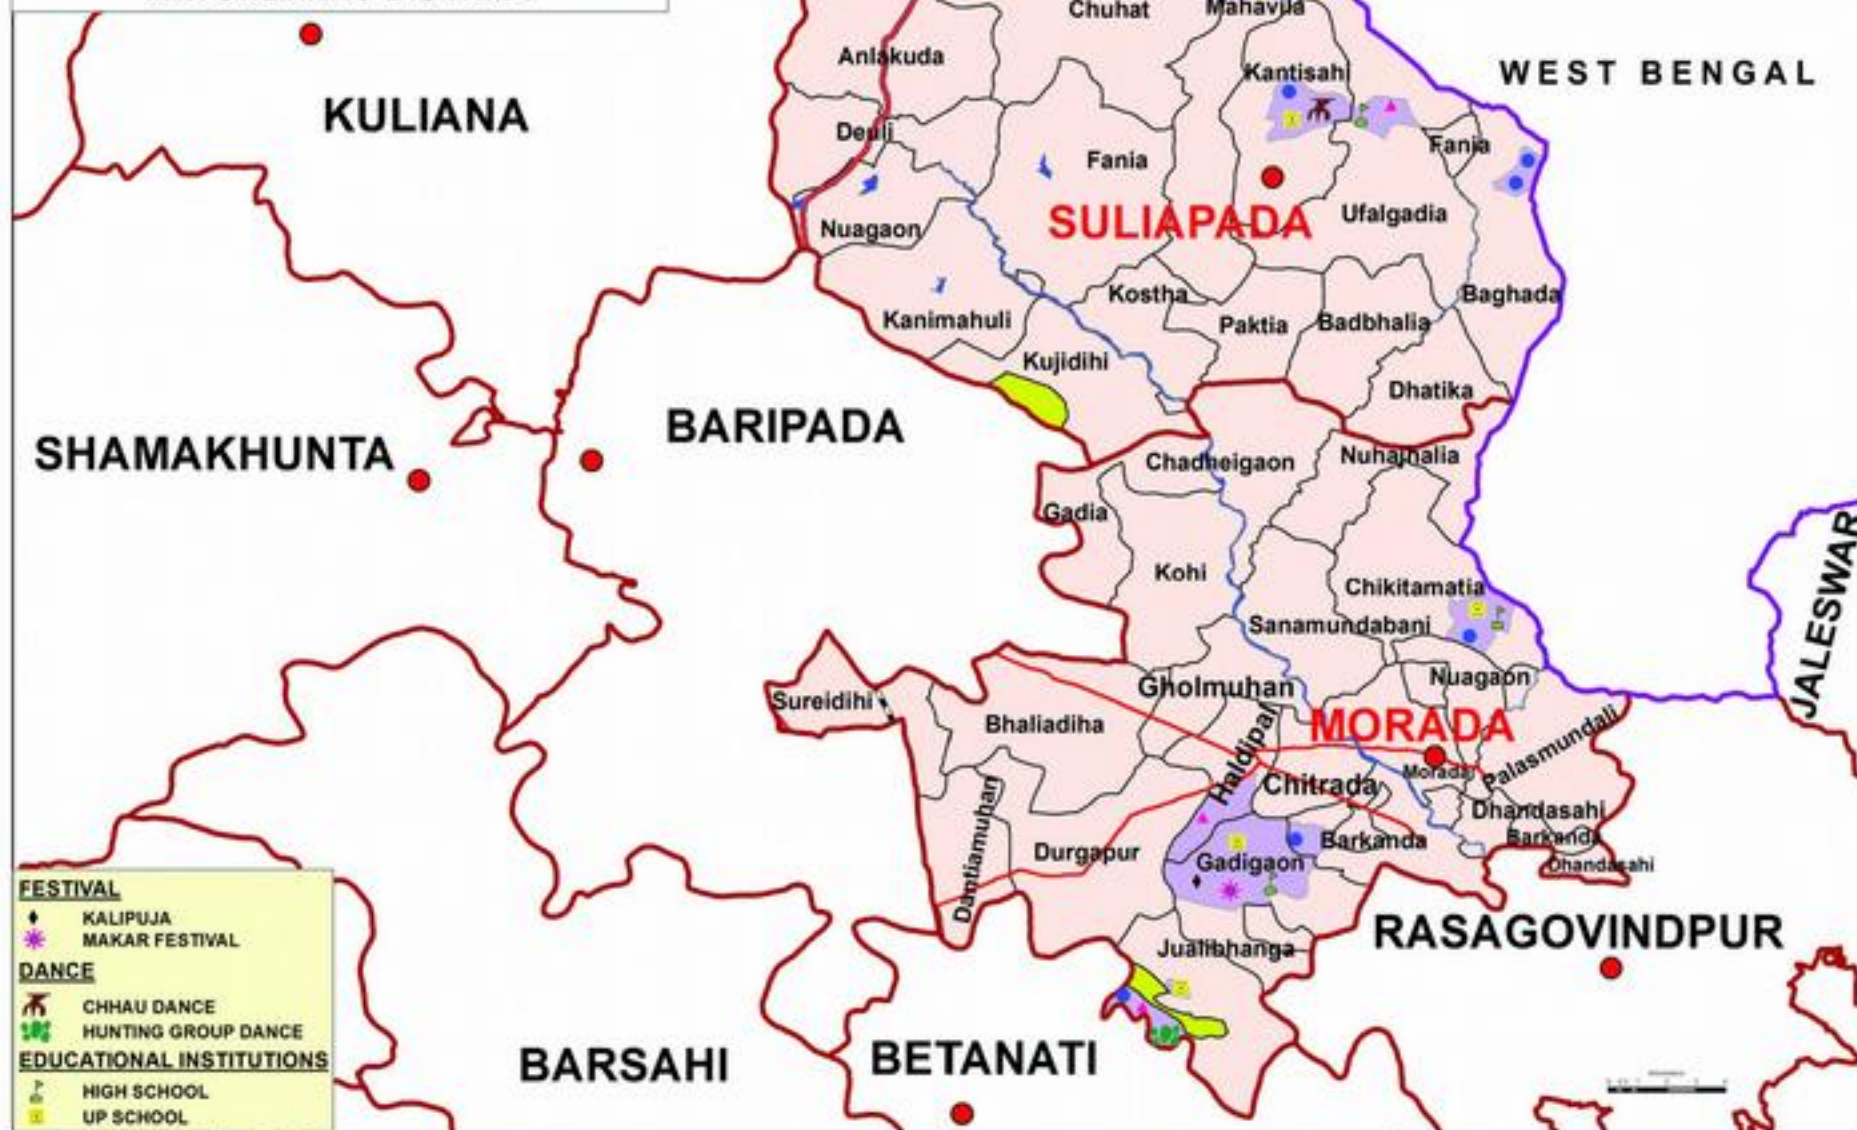 Chuhat
Mahavila
Anlakuda
Kantisahi
WEST BENGAL
KULIANA
Deuli
Fania
Fania
SULIAPADA
Ufalgadia
Nuagaon
Kostha
Baghada
Kanimahuli
Paktia
Badbhalia
Kujidihi
Dhatika
BARIPADA
SHAMAKHUNTA
Chadheigaon
Nuhajhalia
Gadia
Kohi
Chikitamatia
JALESWAR
Sanamundabani
Nuagaon
Gholmuhan
Sureidihi
Bhaliadiha
MORADA
Haldipal
Palasmundali
Morada
Chitrada
Dhandasahi
Barkanda
Barkanda
Dantiamuhan
Durgapur
Gadigaon
Dhandasahi
RASAGOVINDPUR
Jualibhanga
BARSAHI
BETANATI
FESTIVAL
KALIPUJA
MAKAR FESTIVAL
DANCE
CHHAU DANCE
HUNTING GROUP DANCE
EDUCATIONAL INSTITUTIONS
HIGH SCHOOL
UP SCHOOL